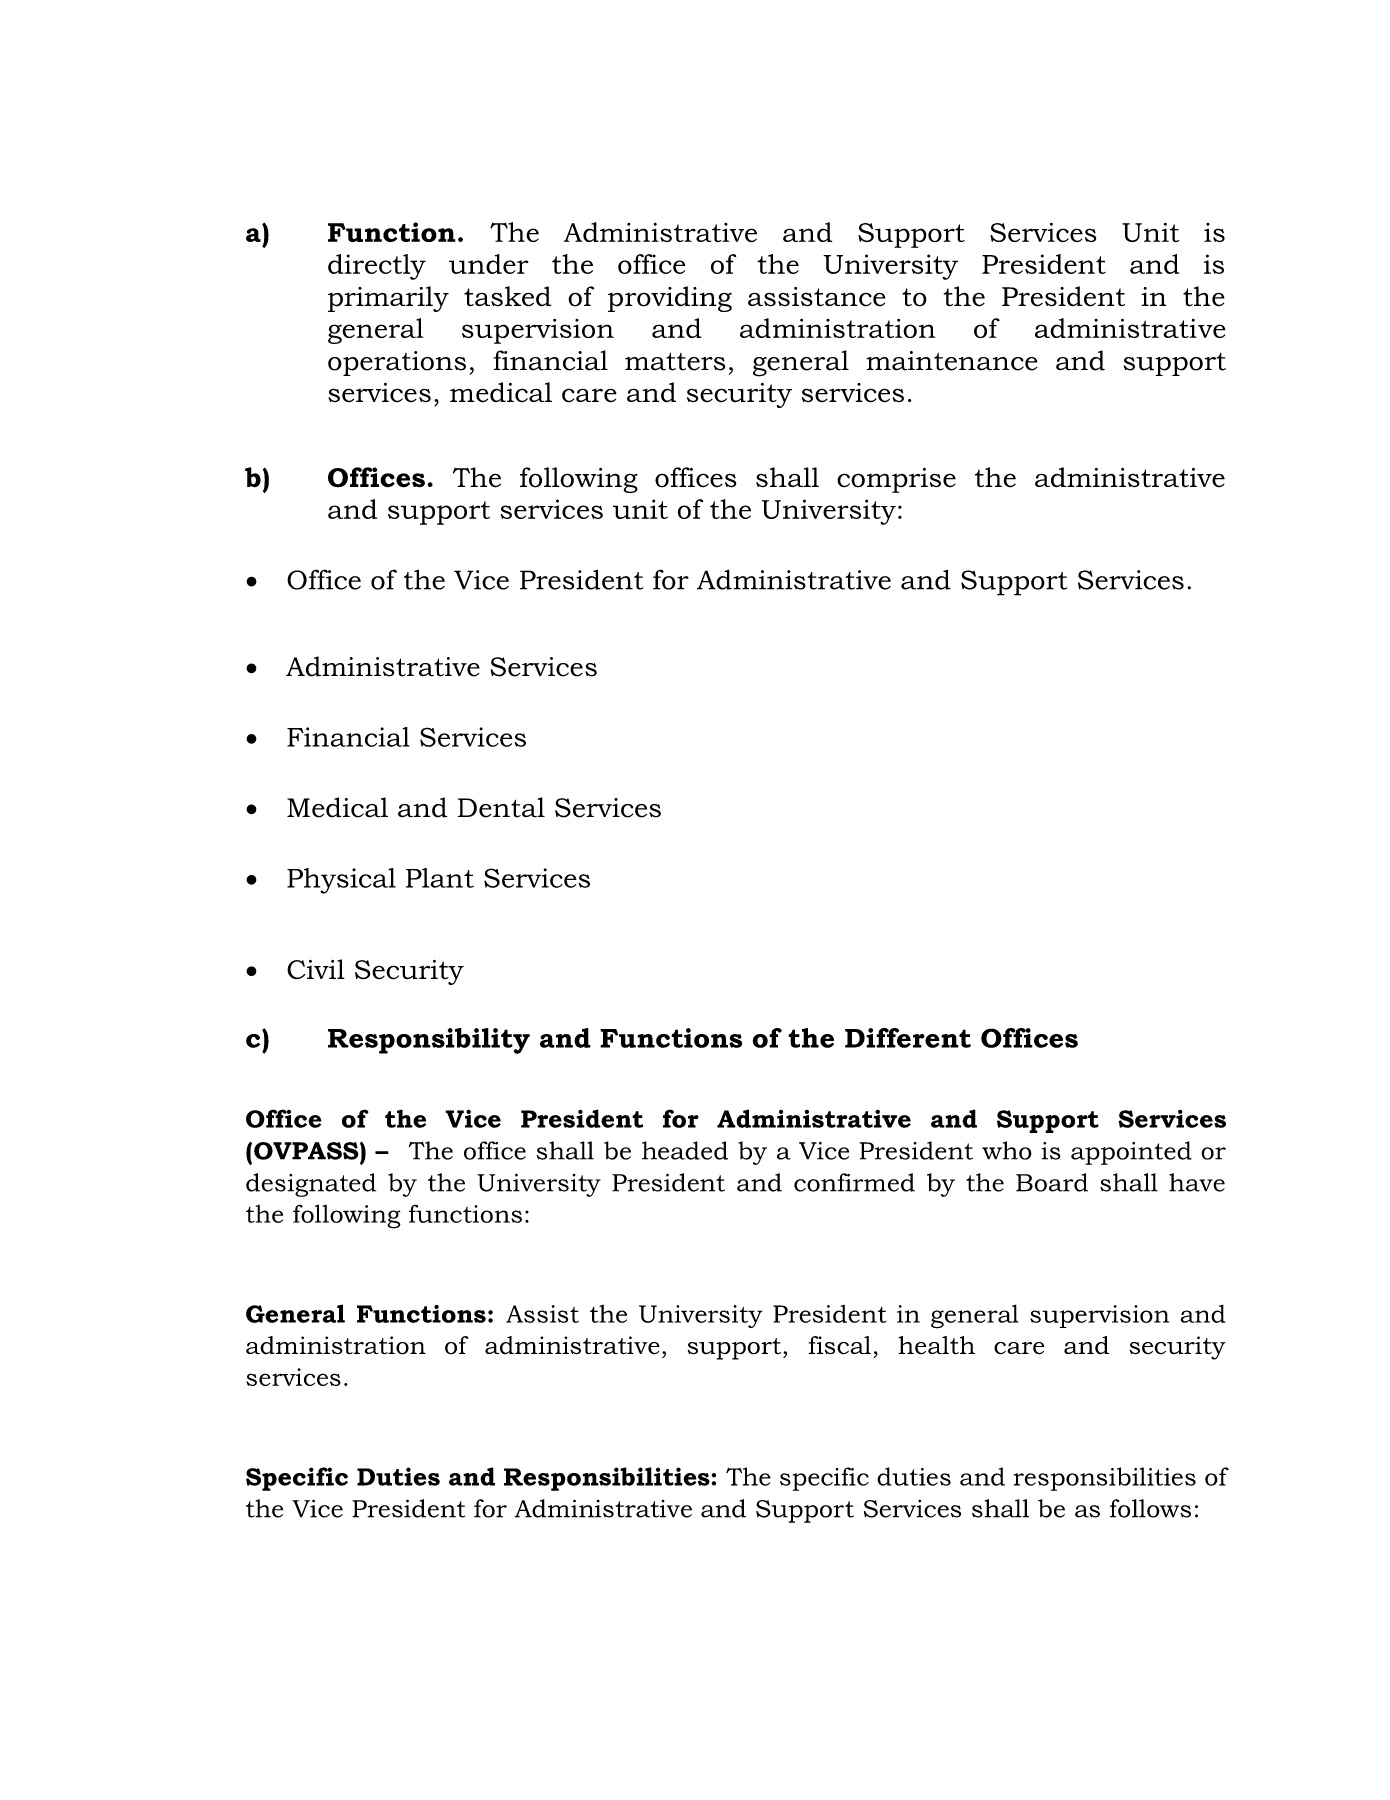 a) Function. The Administrative and Support Services Unit is
directly under the office of the University President and is
primarily tasked of providing assistance to the President in the
general supervision and administration of administrative
operations, financial matters, general maintenance and support
services, medical care and security services.
b) Offices. The following offices shall comprise the administrative
and support services unit of the University:
• Office of the Vice President for Administrative and Support Services.
• Administrative Services
• Financial Services
• Medical and Dental Services
• Physical Plant Services
• Civil Security
c) Responsibility and Functions of the Different Offices
Office of the Vice President for Administrative and Support Services
(OVPASS) – The office shall be headed by a Vice President who is appointed or
designated by the University President and confirmed by the Board shall have
the following functions:
General Functions: Assist the University President in general supervision and
administration of administrative, support, fiscal, health care and security
services.
Specific Duties and Responsibilities: The specific duties and responsibilities of
the Vice President for Administrative and Support Services shall be as follows: